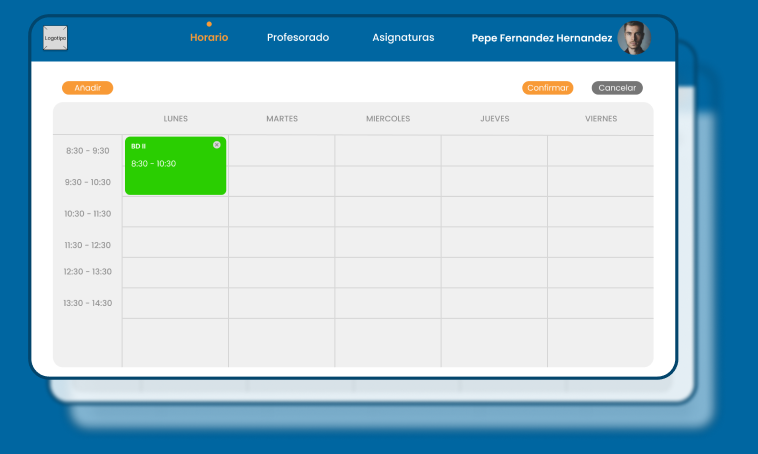 Logotipo
Horario
Profesorado
Asignaturas
Pepe Fernandez Hernandez
Añadir
Confirmar
Cancelar
LUNES
MARTES
MIERCOLES
JUEVES
VIERNES
8:30 - 9:30
BD II
8:30 - 10:30
9:30 - 10:30
10:30 - 11:30
11:30 - 12:30
12:30 - 13:30
13:30 - 14:30